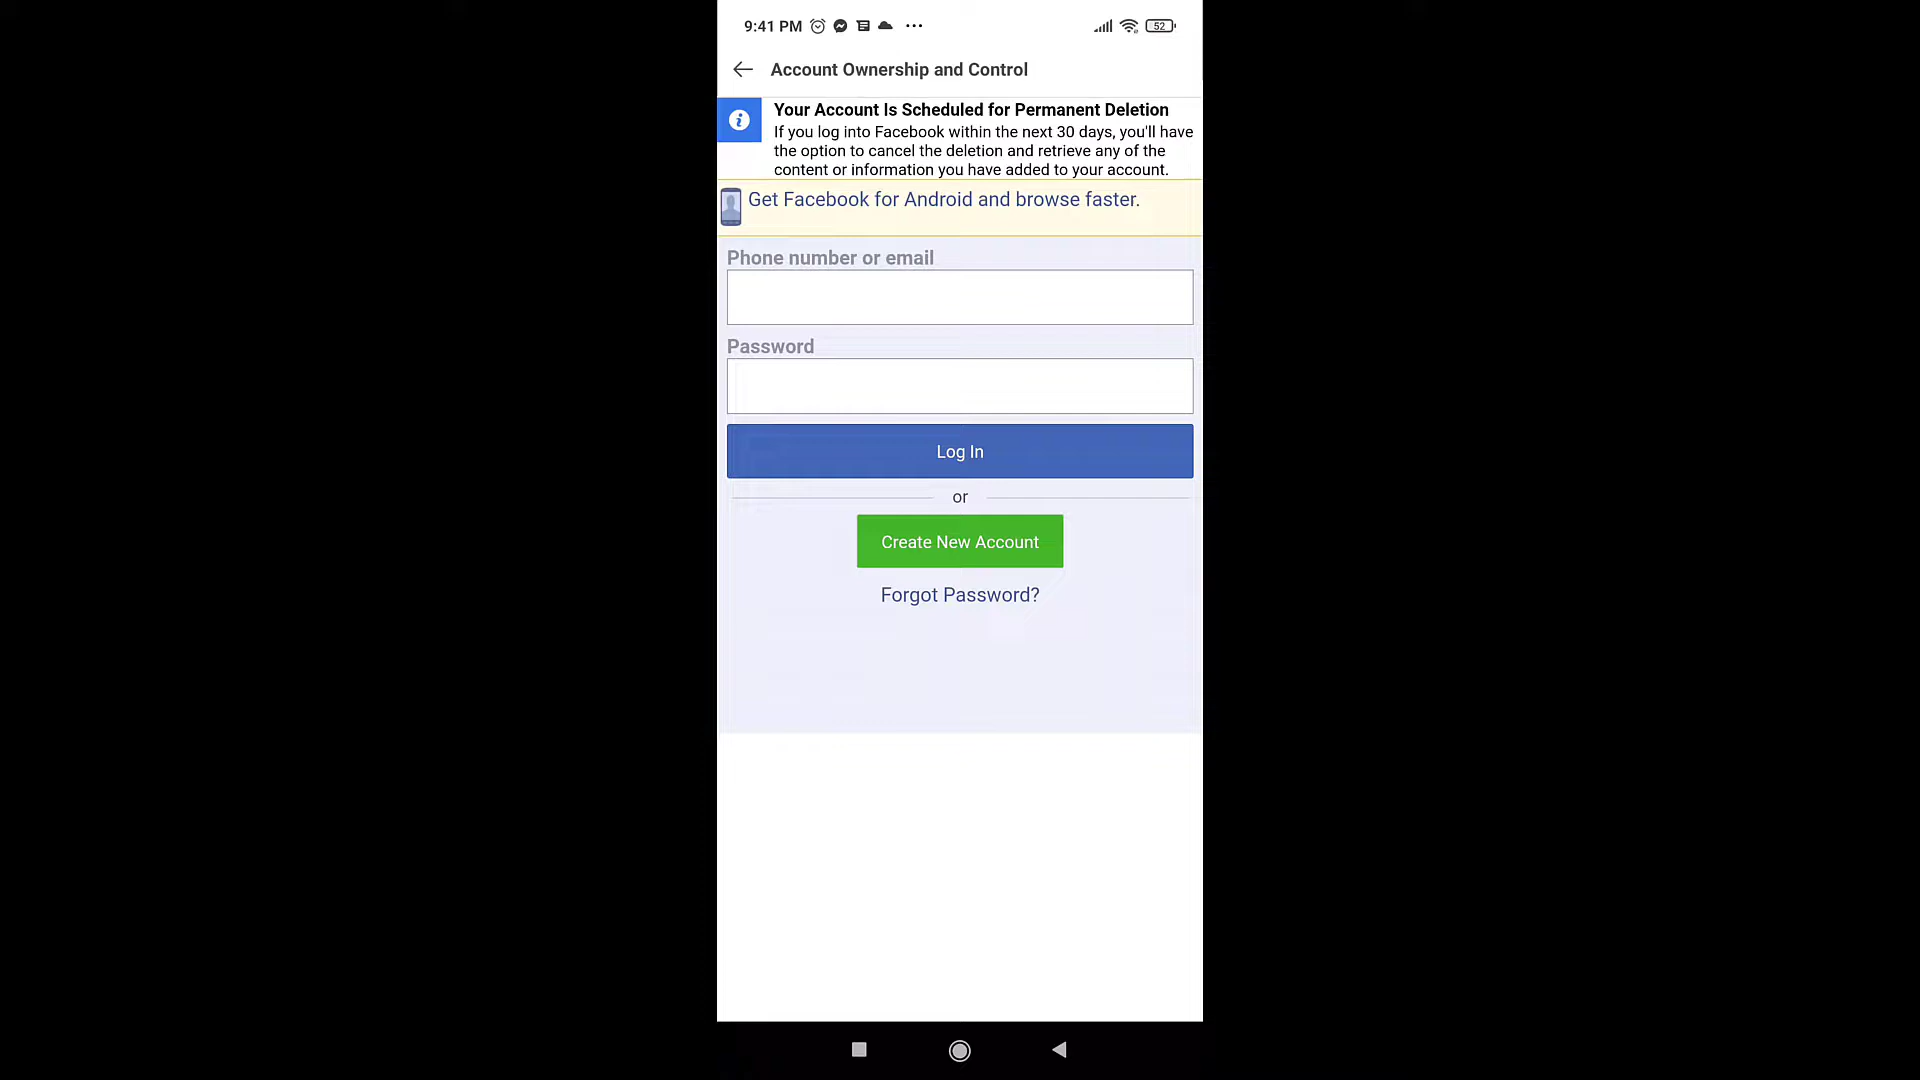 9:41 PM
52
Account Ownership and Control
Your Account Is Scheduled for Permanent Deletion
If you log into Facebook within the next 30 days, you'll have
the option to cancel the deletion and retrieve any of the
content or information you have added to your account.
Get Facebook for Android and browse faster.
Phone number or email
Password
Log In
or
Create New Account
Forgot Password?